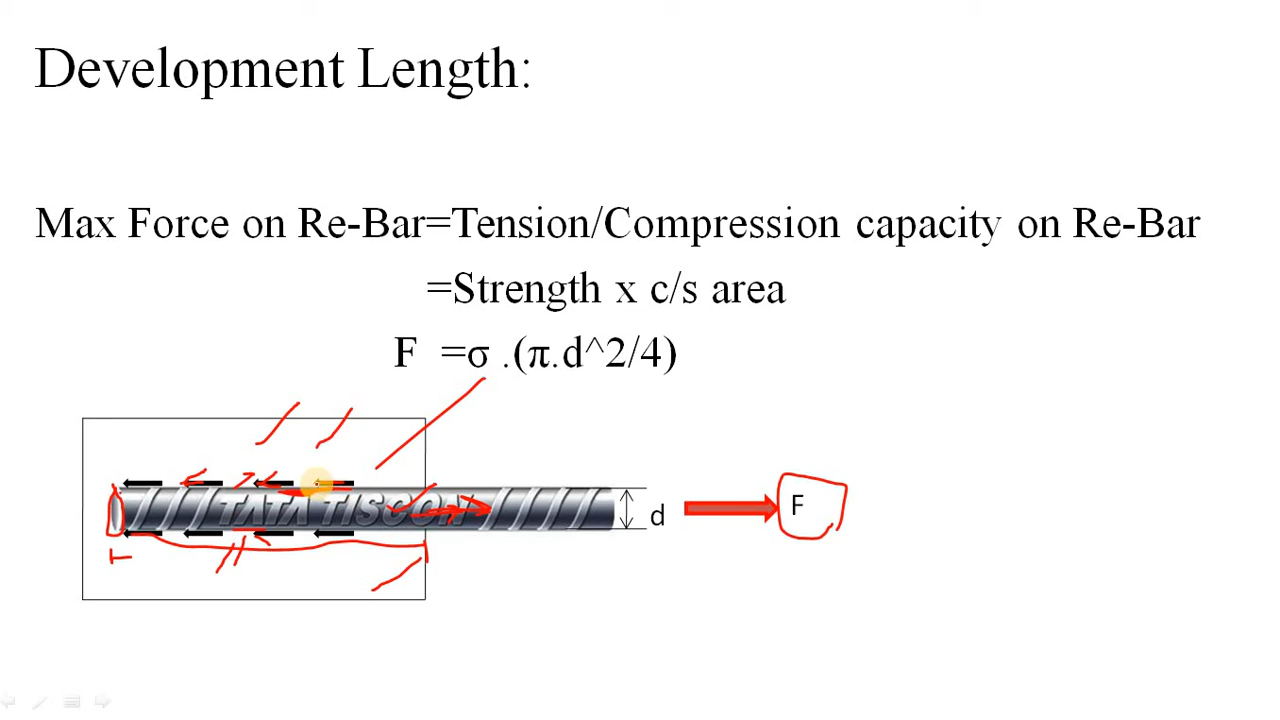 Development Length:
Max Force on Re-Bar=Tension/Compression capacity on Re-Bar
=Strength x c/s area
F =σ .(π.d^2/4)
TATA TISCON
d
F